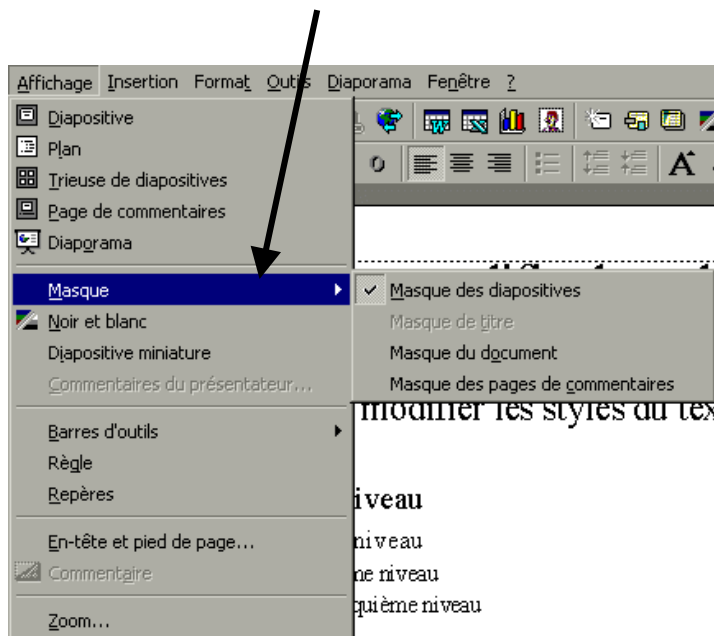 Affichage Insertion Format Outils Diaporama Fenêtre ?
Diapositive
Plan
Trieuse de diapositives
Page de commentaires
Diaporama
Masque
Noir et blanc
Diapositive miniature
Commentaires du présentateur...
Barres d'outils
Règle
Repères
En-tête et pied de page...
Commentaire
Zoom...
Masque des diapositives
Masque de titre
Masque du document
Masque des pages de commentaires
modifier les styles du tex
iveau
niveau
ne niveau
quième niveau